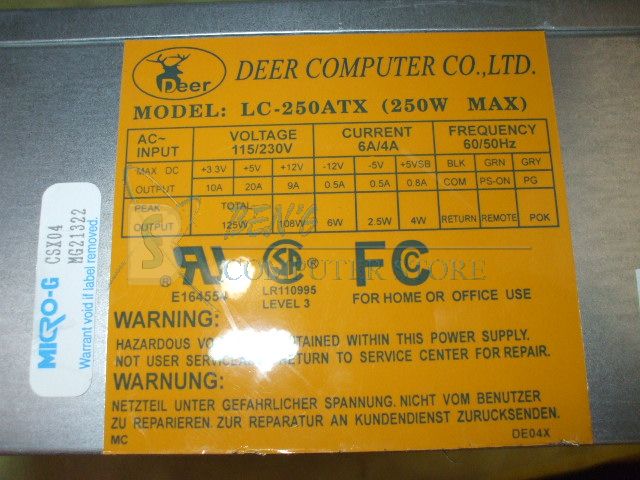 Deer
DEER COMPUTER CO.,LTD.
MODEL: LC-250ATX (250W MAX)
AC~ INPUT VOLTAGE 115/230V CURRENT 6A/4A FREQUENCY 60/50Hz
MAX DC OUTPUT +3.3V +5V +12V -12V -5V +5VSB BLK GRN GRY
10A 20A 9A 0.5A 0.5A 0.8A COM PS-ON PG
PEAK OUTPUT TOTAL 125W 108W 6W 2.5W 4W RETURN REMOTE POK
BEN'S
COMPUTER STORE
E164554
LR110995
LEVEL 3
FC
FOR HOME OR OFFICE USE
WARNING:
HAZARDOUS WITHIN THIS POWER SUPPLY.
NOT USER RETURN TO SERVICE CENTER FOR REPAIR.
WARNUNG:
NETZTEIL UNTER GEFAHRLICHER SPANNUNG. NICHT VOM BENUTZER
ZU REPARIEREN. ZUR REPARATUR AN KUNDENDIENST ZURUCKSENDEN.
MC DE04X
MICRO-G
CSX04
MG21322
Warrant void if label removed.